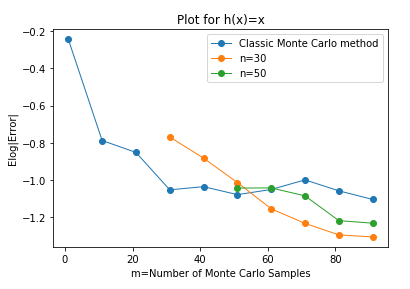 Plot for h(x)=x
Classic Monte Carlo method
n=30
n=50
Elog|Error|
−0.2
−0.4
−0.6
−0.8
−1.0
−1.2
0
20
40
60
80
m=Number of Monte Carlo Samples